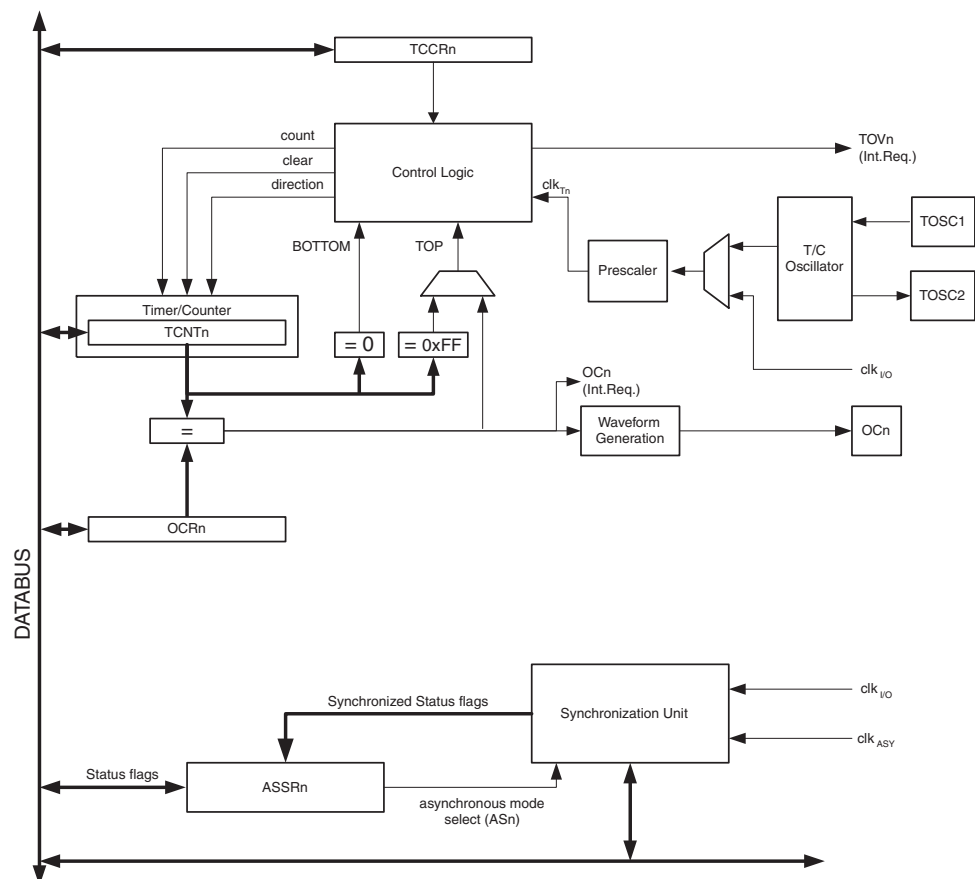 TCCRn
count
clear
direction
Control Logic
TOVn
(Int.Req.)
clkTn
BOTTOM
TOP
Prescaler
T/C
Oscillator
TOSC1
TOSC2
Timer/Counter
TCNTn
= 0
= 0xFF
OCn
(Int.Req.)
clkI/O
=
Waveform
Generation
OCn
OCRn
DATABUS
Synchronized Status flags
Synchronization Unit
clkI/O
clkASY
Status flags
ASSRn
asynchronous mode
select (ASn)